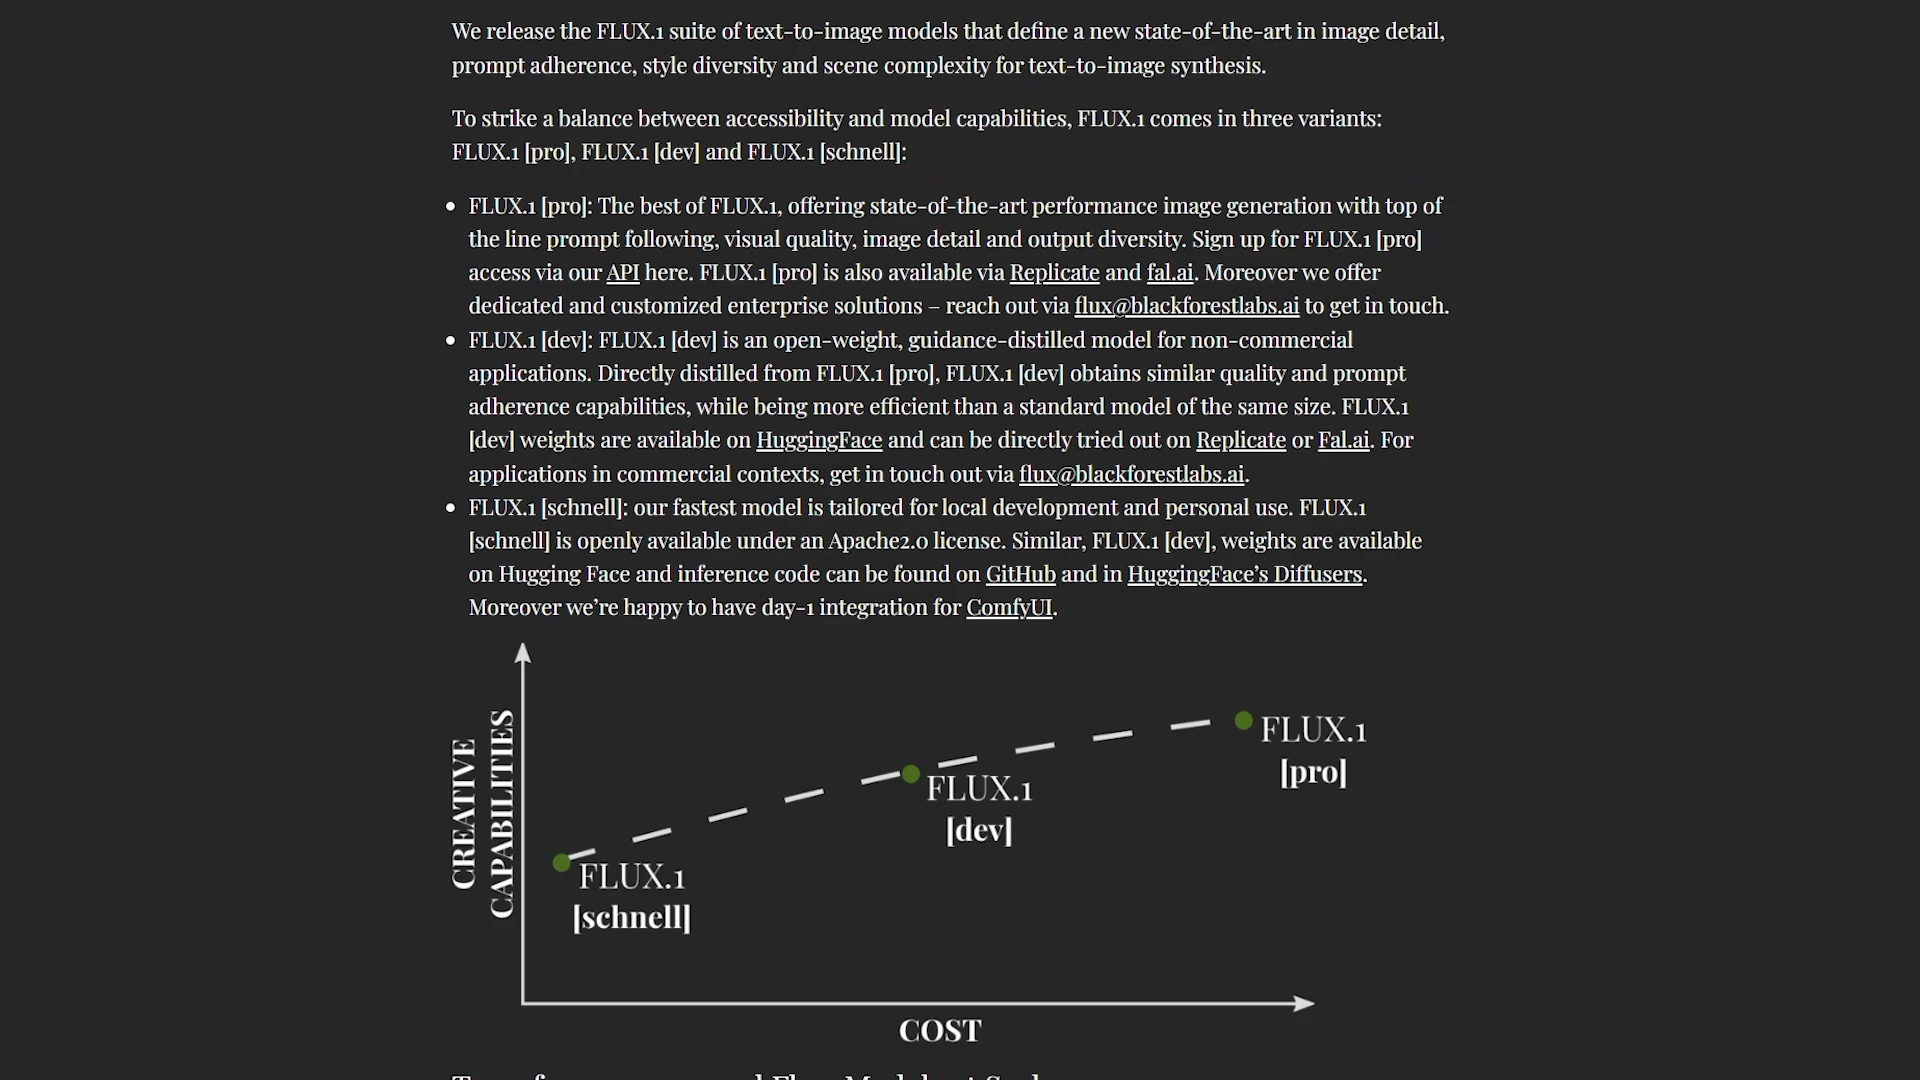 We release the FLUX.1 suite of text-to-image models that define a new state-of-the-art in image detail,
prompt adherence, style diversity and scene complexity for text-to-image synthesis.
To strike a balance between accessibility and model capabilities, FLUX.1 comes in three variants:
FLUX.1 [pro], FLUX.1 [dev] and FLUX.1 [schnell]:
FLUX.1 [pro]: The best of FLUX.1, offering state-of-the-art performance image generation with top of
the line prompt following, visual quality, image detail and output diversity. Sign up for FLUX.1 [pro]
access via our API here. FLUX.1 [pro] is also available via Replicate and fal.ai. Moreover we offer
dedicated and customized enterprise solutions – reach out via flux@blackforestlabs.ai to get in touch.
FLUX.1 [dev]: FLUX.1 [dev] is an open-weight, guidance-distilled model for non-commercial
applications. Directly distilled from FLUX.1 [pro], FLUX.1 [dev] obtains similar quality and prompt
adherence capabilities, while being more efficient than a standard model of the same size. FLUX.1
[dev] weights are available on HuggingFace and can be directly tried out on Replicate or Fal.ai. For
applications in commercial contexts, get in touch out via flux@blackforestlabs.ai.
FLUX.1 [schnell]: our fastest model is tailored for local development and personal use. FLUX.1
[schnell] is openly available under an Apache2.0 license. Similar, FLUX.1 [dev], weights are available
on Hugging Face and inference code can be found on GitHub and in HuggingFace’s Diffusers.
Moreover we’re happy to have day-1 integration for ComfyUI.
CREATIVE
CAPABILITIES
FLUX.1
[pro]
FLUX.1
[dev]
FLUX.1
[schnell]
COST